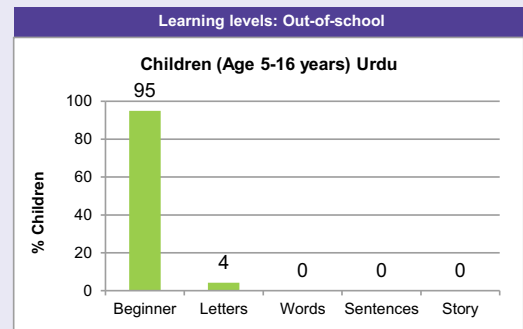 Learning levels: Out-of-school
Children (Age 5-16 years) Urdu
% Children
100
80
60
40
20
0
95
4
0
0
0
Beginner Letters Words Sentences Story